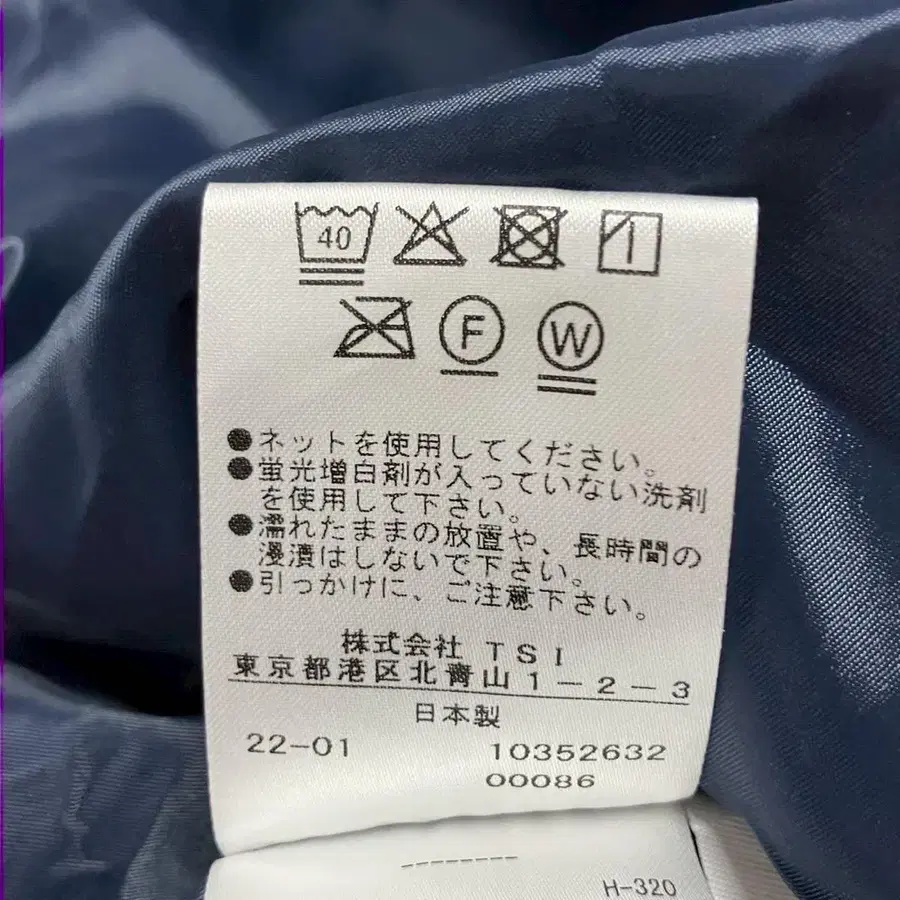 40
F
W
●ネットを使用してください。
●蛍光増白剤が入っていない洗剤
を使用して下さい。
●濡れたままの放置や、長時間の
浸漬はしないで下さい。
●引っかけに、ご注意下さい。
株式会社 TSI
東京都港区北青山1-2-3
日本製
22-01 10352632
00086
H-320